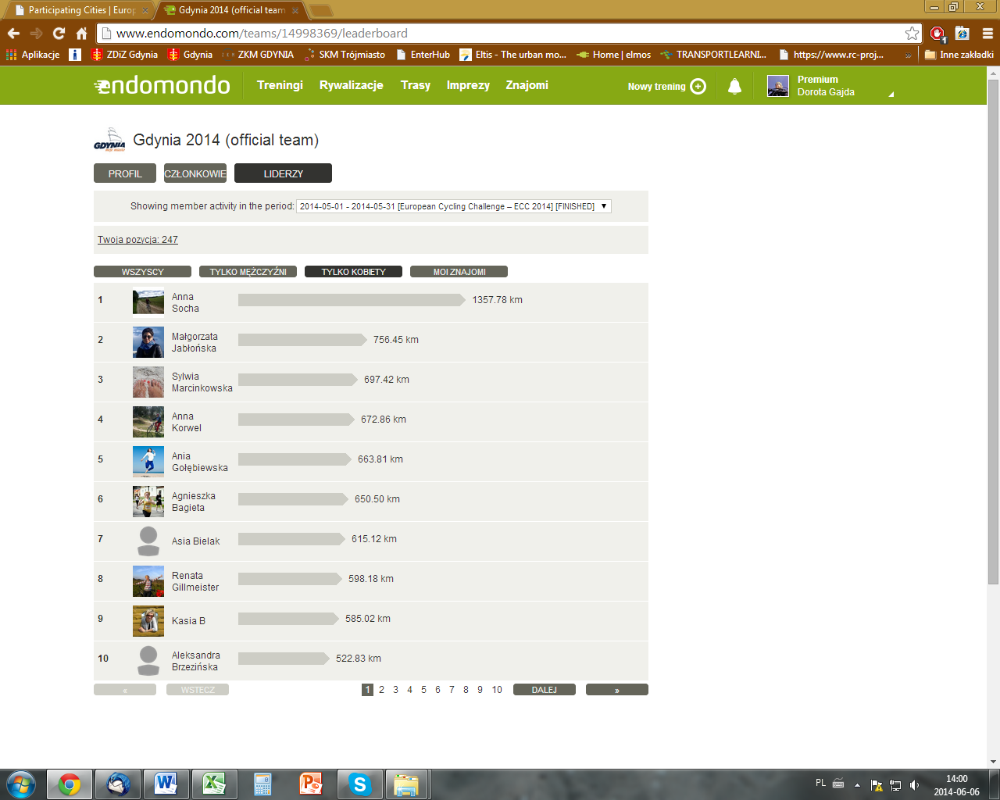 Participating Cities | Euro
Gdynia 2014 (official team
www.endomondo.com/teams/14998369/leaderboard
1
Aplikacje ZDiZ Gdynia Gdynia ZKM GDYNIA SKM Trójmiasto EnterHub Eltis - The urban mo... Home | elmos TRANSPORTLEARNI... https://www.rc-proj... » Inne zakładki
endomondo Treningi Rywalizacje Trasy Imprezy Znajomi Nowy trening Premium
Dorota Gajda
GDYNIA
Gdynia 2014 (official team)
PROFIL CZŁONKOWIE LIDERZY
Showing member activity in the period: 2014-05-01 - 2014-05-31 [European Cycling Challenge – ECC 2014] [FINISHED]
Twoja pozycja: 247
WSZYSCY TYLKO MĘŻCZYŹNI TYLKO KOBIETY MOI ZNAJOMI
1 Anna Socha 1357.78 km
2 Małgorzata Jabłońska 756.45 km
3 Sylwia Marcinkowska 697.42 km
4 Anna Korwel 672.86 km
5 Ania Gołębiewska 663.81 km
6 Agnieszka Bagieta 650.50 km
7 Asia Bielak 615.12 km
8 Renata Gillmeister 598.18 km
9 Kasia B 585.02 km
10 Aleksandra Brzezińska 522.83 km
« WSTECZ 1 2 3 4 5 6 7 8 9 10 DALEJ »
PL 14:00
2014-06-06